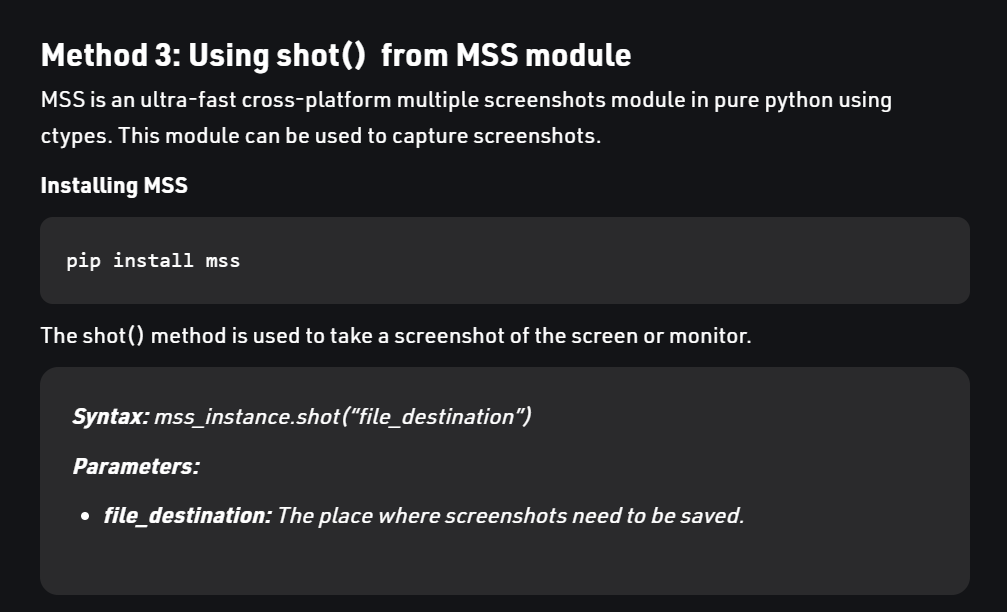 Method 3: Using shot()  from MSS module
MSS is an ultra-fast cross-platform multiple screenshots module in pure python using
ctypes. This module can be used to capture screenshots.
Installing MSS
pip install mss
The shot() method is used to take a screenshot of the screen or monitor.
Syntax: mss_instance.shot(“file_destination”)
Parameters:
• file_destination: The place where screenshots need to be saved.